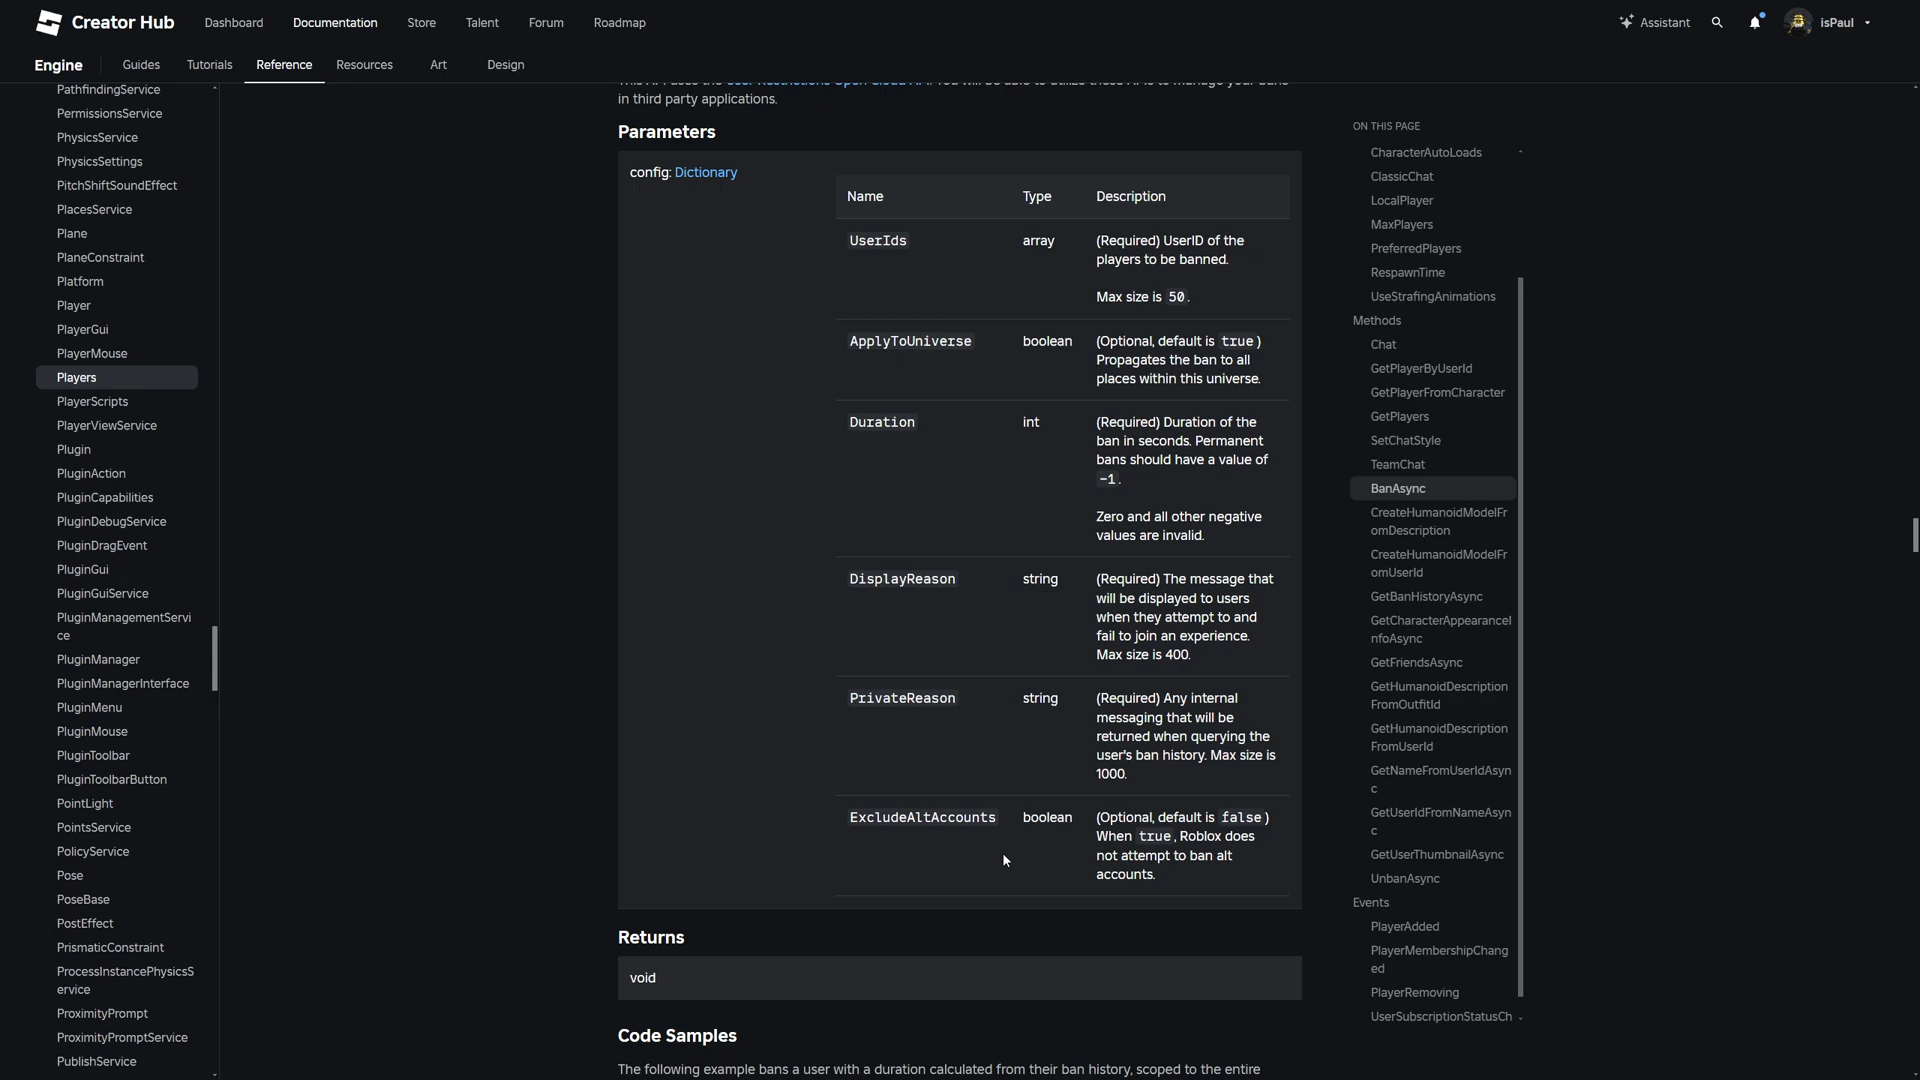 Creator Hub
Dashboard
Documentation
Store
Talent
Forum
Roadmap
Assistant
isPaul
Engine
Guides
Tutorials
Reference
Resources
Art
Design
PathfindingService
PermissionsService
PhysicsService
PhysicsSettings
PitchShiftSoundEffect
PlacesService
Plane
PlaneConstraint
Platform
Player
PlayerGui
PlayerMouse
Players
PlayerScripts
PlayerViewService
Plugin
PluginAction
PluginCapabilities
PluginDebugService
PluginDragEvent
PluginGui
PluginGuiService
PluginManagementServi
ce
PluginManager
PluginManagerInterface
PluginMenu
PluginMouse
PluginToolbar
PluginToolbarButton
PointLight
PointsService
PolicyService
Pose
PoseBase
PostEffect
PrismaticConstraint
ProcessInstancePhysicsS
ervice
ProximityPrompt
ProximityPromptService
PublishService
in third party applications.
Parameters
config: Dictionary
Name Type Description
UserIds array (Required) UserID of the
players to be banned.
Max size is 50.
ApplyToUniverse boolean (Optional, default is true)
Propagates the ban to all
places within this universe.
Duration int (Required) Duration of the
ban in seconds. Permanent
bans should have a value of
-1.
Zero and all other negative
values are invalid.
DisplayReason string (Required) The message that
will be displayed to users
when they attempt to and
fail to join an experience.
Max size is 400.
PrivateReason string (Required) Any internal
messaging that will be
returned when querying the
user's ban history. Max size is
1000.
ExcludeAltAccounts boolean (Optional, default is false)
When true, Roblox does
not attempt to ban alt
accounts.
Returns
void
Code Samples
The following example bans a user with a duration calculated from their ban history, scoped to the entire
ON THIS PAGE
CharacterAutoLoads
ClassicChat
LocalPlayer
MaxPlayers
PreferredPlayers
RespawnTime
UseStrafingAnimations
Methods
Chat
GetPlayerByUserId
GetPlayerFromCharacter
GetPlayers
SetChatStyle
TeamChat
BanAsync
CreateHumanoidModelFr
omDescription
CreateHumanoidModelFr
omUserId
GetBanHistoryAsync
GetCharacterAppearanceI
nfoAsync
GetFriendsAsync
GetHumanoidDescription
FromOutfitId
GetHumanoidDescription
FromUserId
GetNameFromUserIdAsyn
c
GetUserIdFromNameAsyn
c
GetUserThumbnailAsync
UnbanAsync
Events
PlayerAdded
PlayerMembershipChang
ed
PlayerRemoving
UserSubscriptionStatusCh